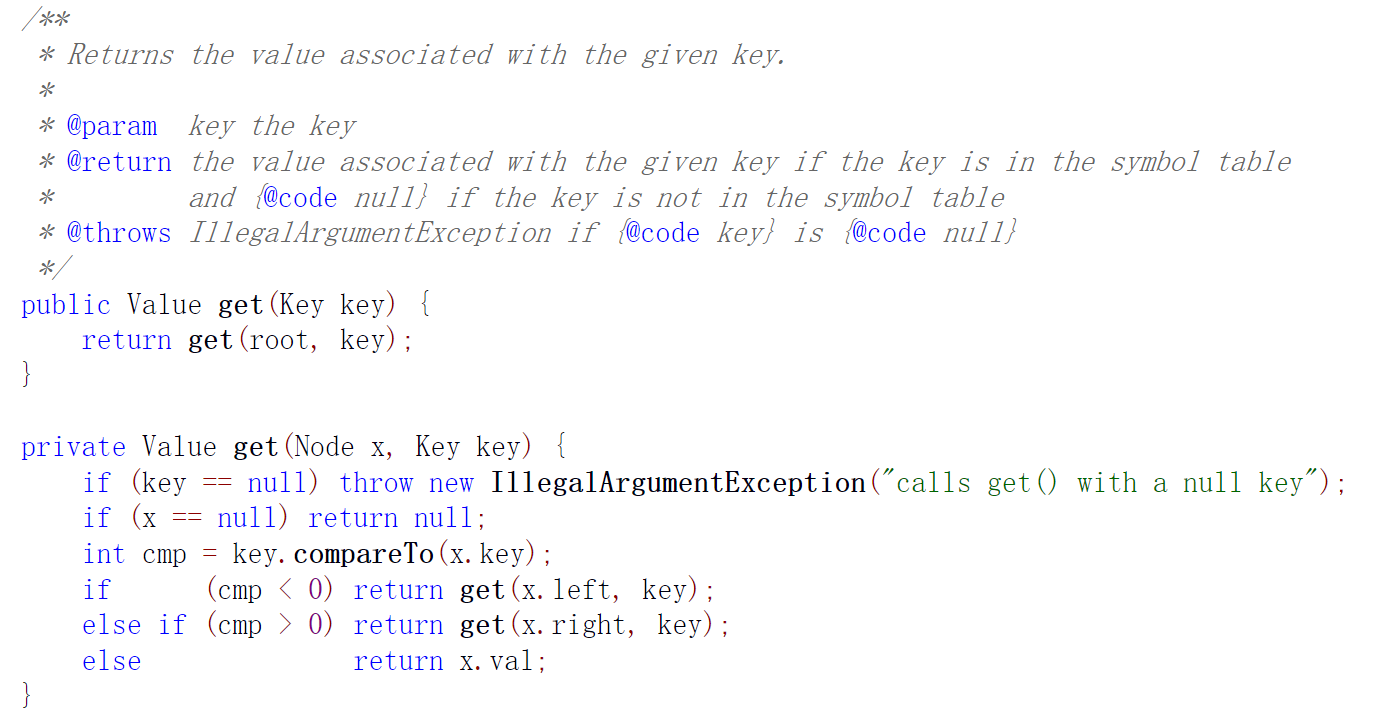 /**
 * Returns the value associated with the given key.
 *
 * @param  key the key
 * @return the value associated with the given key if the key is in the symbol table
 *         and {@code null} if the key is not in the symbol table
 * @throws IllegalArgumentException if {@code key} is {@code null}
 */
public Value get(Key key) {
    return get(root, key);
}

private Value get(Node x, Key key) {
    if (key == null) throw new IllegalArgumentException("calls get() with a null key");
    if (x == null) return null;
    int cmp = key.compareTo(x.key);
    if      (cmp < 0) return get(x.left, key);
    else if (cmp > 0) return get(x.right, key);
    else              return x.val;
}